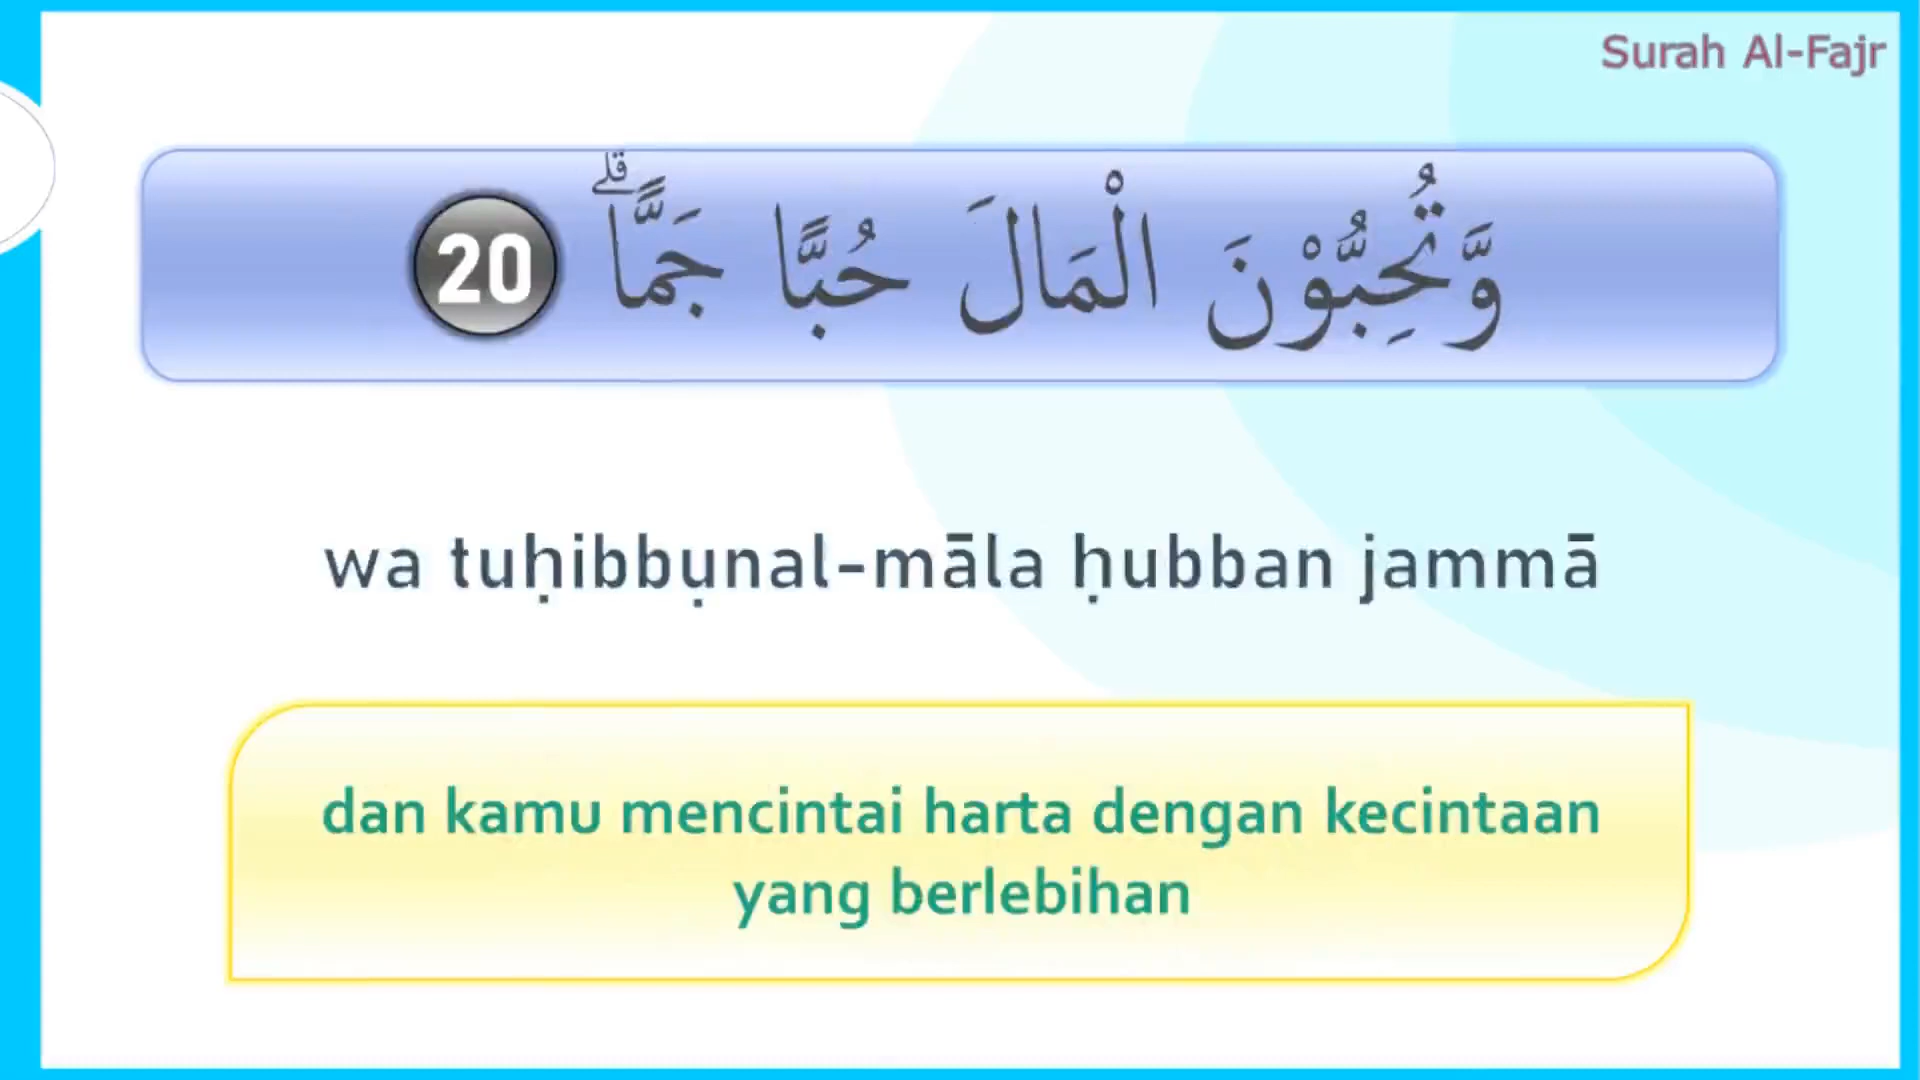 Surah Al-Fajr
وَّتُحِبُّوْنَ الْمَالَ حُبًّا جَمًّاۗ 20
wa tuḥibbụnal-māla ḥubban jammā
dan kamu mencintai harta dengan kecintaan
yang berlebihan